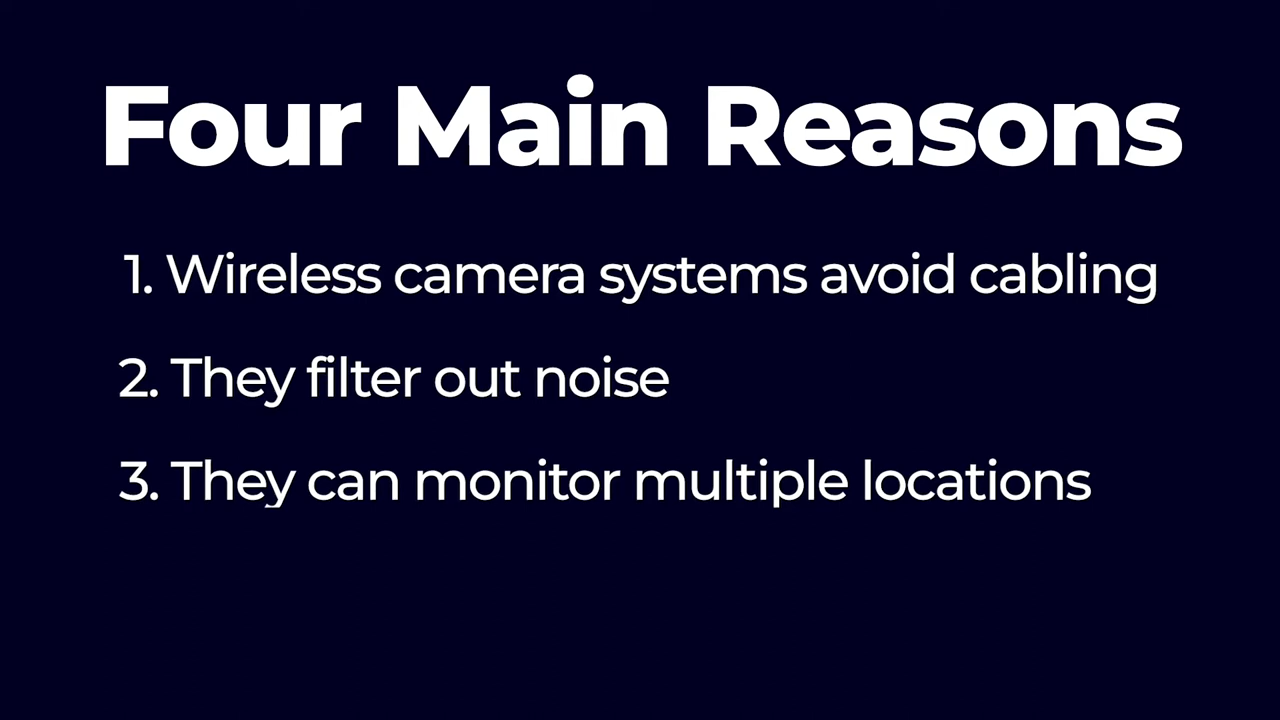 Four Main Reasons
1. Wireless camera systems avoid cabling
2. They filter out noise
3. They can monitor multiple locations